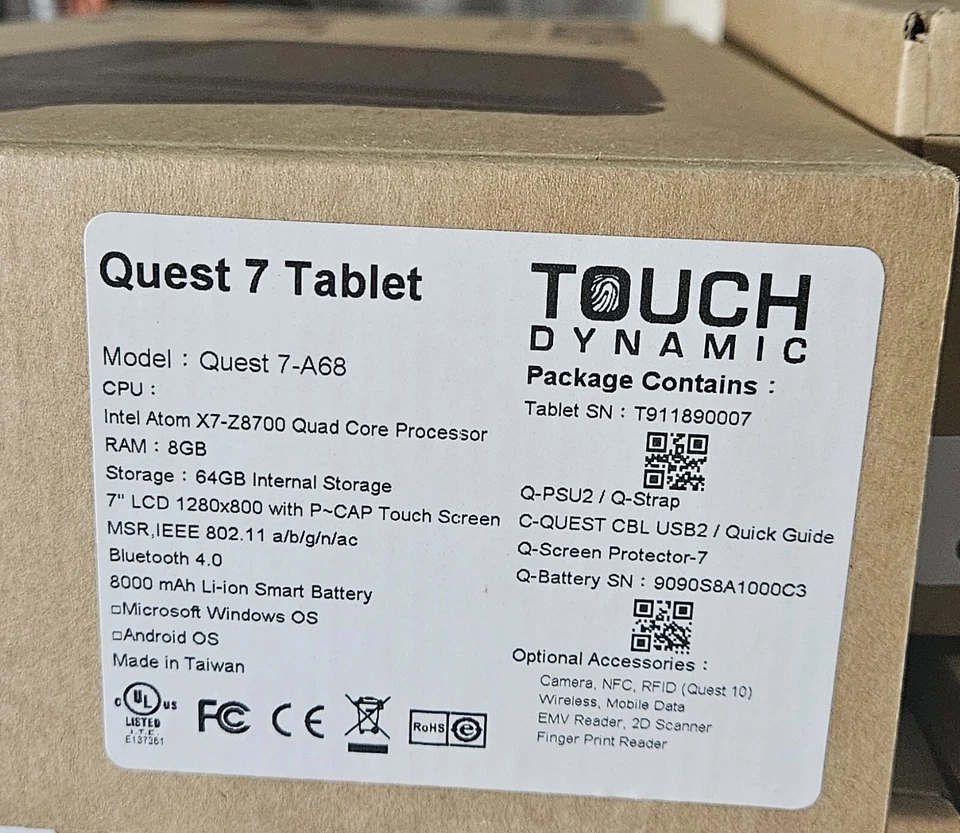 Quest 7 Tablet
Model : Quest 7-A68
CPU :
Intel Atom X7-Z8700 Quad Core Processor
RAM : 8GB
Storage : 64GB Internal Storage
7" LCD 1280x800 with P~CAP Touch Screen
MSR,IEEE 802.11 a/b/g/n/ac
Bluetooth 4.0
8000 mAh Li-ion Smart Battery
□Microsoft Windows OS
□Android OS
Made in Taiwan
c UL us
LISTED
I.T.E.
E137361
FC CE RoHS e
TOUCH
DYNAMIC
Package Contains :
Tablet SN : T911890007
Q-PSU2 / Q-Strap
C-QUEST CBL USB2 / Quick Guide
Q-Screen Protector-7
Q-Battery SN : 9090S8A1000C3
Optional Accessories :
Camera, NFC, RFID (Quest 10)
Wireless, Mobile Data
EMV Reader, 2D Scanner
Finger Print Reader